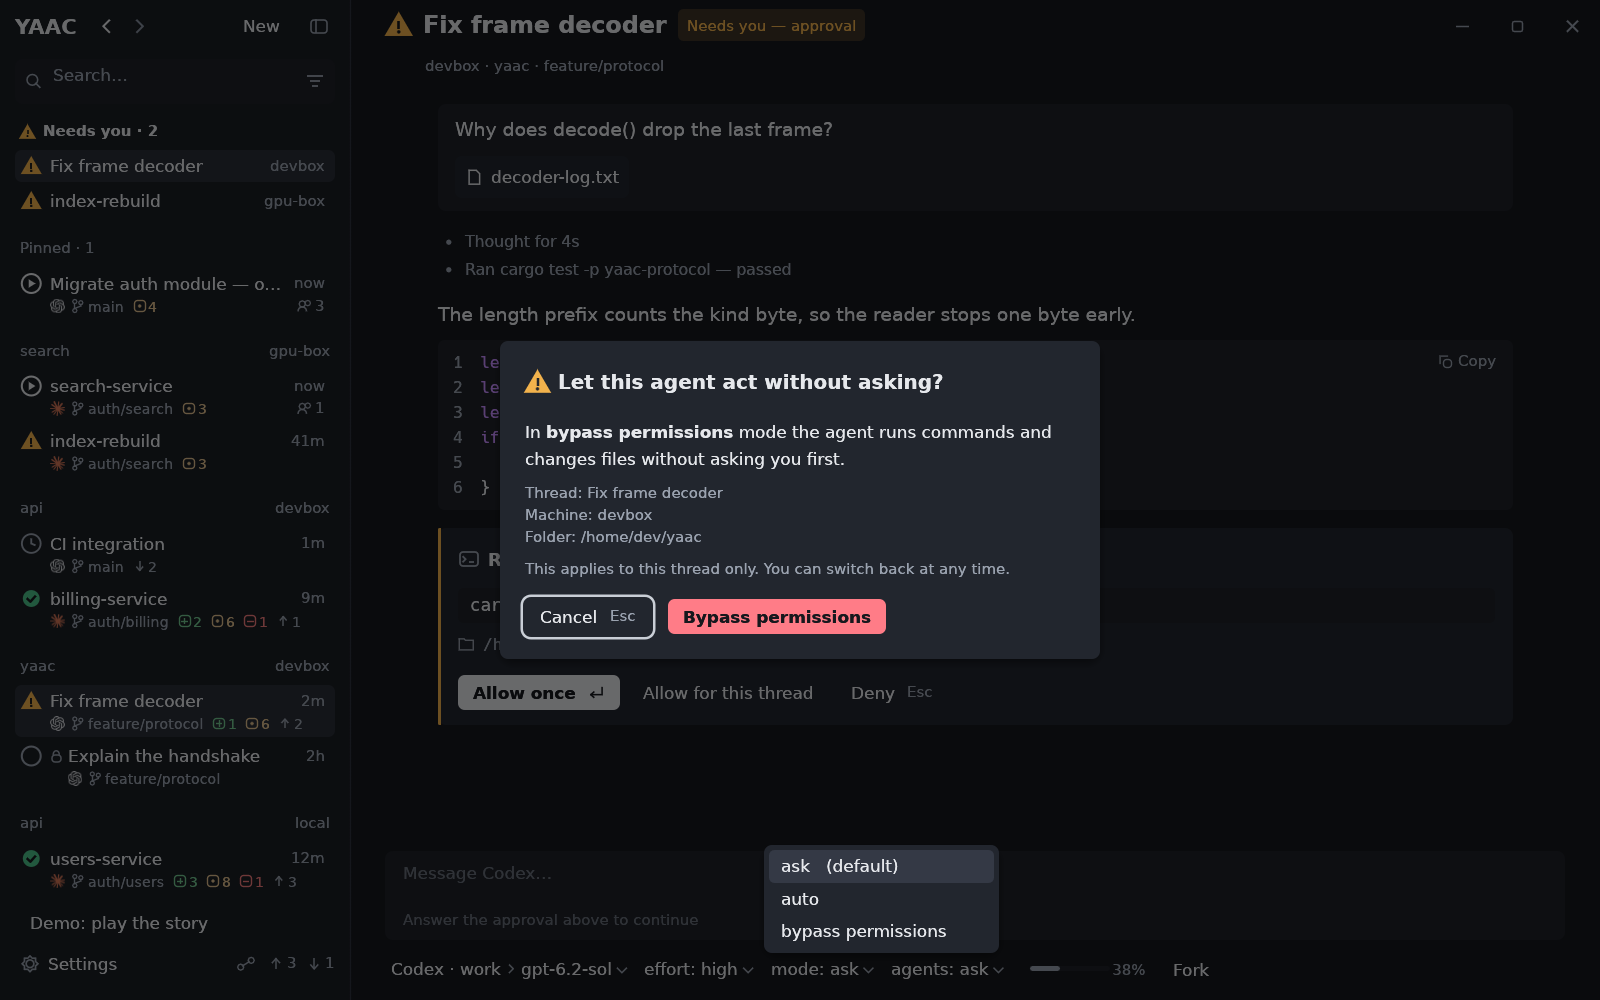 YAAC
New
Search...
Needs you · 2
Fix frame decoder devbox
index-rebuild gpu-box
Pinned · 1
Migrate auth module — o... now
main 4 3
search gpu-box
search-service now
auth/search 3 1
index-rebuild 41m
auth/search 3
api devbox
CI integration 1m
main ↓2
billing-service 9m
auth/billing 2 6 1 ↑1
yaac devbox
Fix frame decoder 2m
feature/protocol 1 6 ↑2
Explain the handshake 2h
feature/protocol
api local
users-service 12m
auth/users 3 8 1 ↑3
Demo: play the story
Settings ↑3 ↓1
Fix frame decoder Needs you — approval
devbox · yaac · feature/protocol
Why does decode() drop the last frame?
decoder-log.txt
• Thought for 4s
• Ran cargo test -p yaac-protocol — passed
The length prefix counts the kind byte, so the reader stops one byte early.
Copy
1 le
2 le
3 le
4 if
5
6 }
Let this agent act without asking?
In bypass permissions mode the agent runs commands and
changes files without asking you first.
Thread: Fix frame decoder
Machine: devbox
Folder: /home/dev/yaac
This applies to this thread only. You can switch back at any time.
Cancel Esc Bypass permissions
R
car
/h
Allow once ↵ Allow for this thread Deny Esc
Message Codex...
Answer the approval above to continue
ask (default)
auto
bypass permissions
Codex · work › gpt-6.2-sol effort: high mode: ask agents: ask 38% Fork